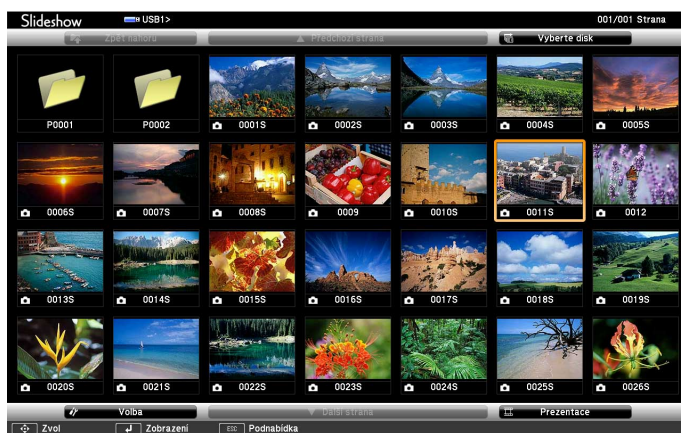 Slideshow USB1> 001/001 Strana
Zpět nahoru Předchozí strana Vyberte disk
P0001 P0002 0001S 0002S 0003S 0004S 0005S
0006S 0007S 0008S 0009 0010S 0011S 0012
0013S 0014S 0015S 0016S 0017S 0018S 0019S
0020S 0021S 0022S 0023S 0024S 0025S 0026S
Volba Další strana Prezentace
Zvol Zobrazení ESC Podnabídka